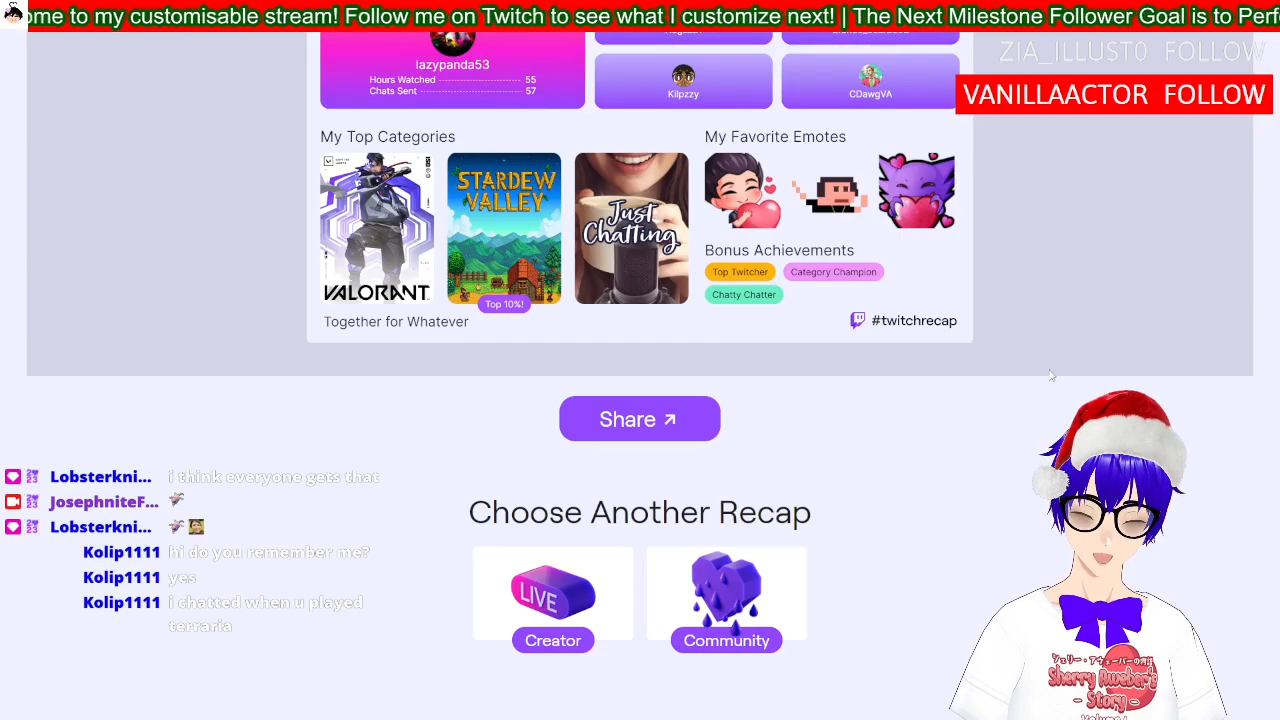 ome to my customisable stream! Follow me on Twitch to see what I customize next! | The Next Milestone Follower Goal is to Perf
ZIA_ILLUST0 FOLLOW
VANILLAACTOR FOLLOW
lazypanda53
Hours Watched 55
Chats Sent 57
Kilpzzy
CDawgVA
My Top Categories
My Favorite Emotes
VALORANT
STARDEW VALLEY
Just Chatting
Top 10%!
Bonus Achievements
Top Twitcher
Category Champion
Chatty Chatter
Together for Whatever
#twitchrecap
Share
Lobsterkni... i think everyone gets that
JosephniteF...
Lobsterkni...
Kolip1111 hi do you remember me?
Kolip1111 yes
Kolip1111 i chatted when u played
terraria
Choose Another Recap
LIVE
Creator
Community
Sherry Aweber's
- Story -